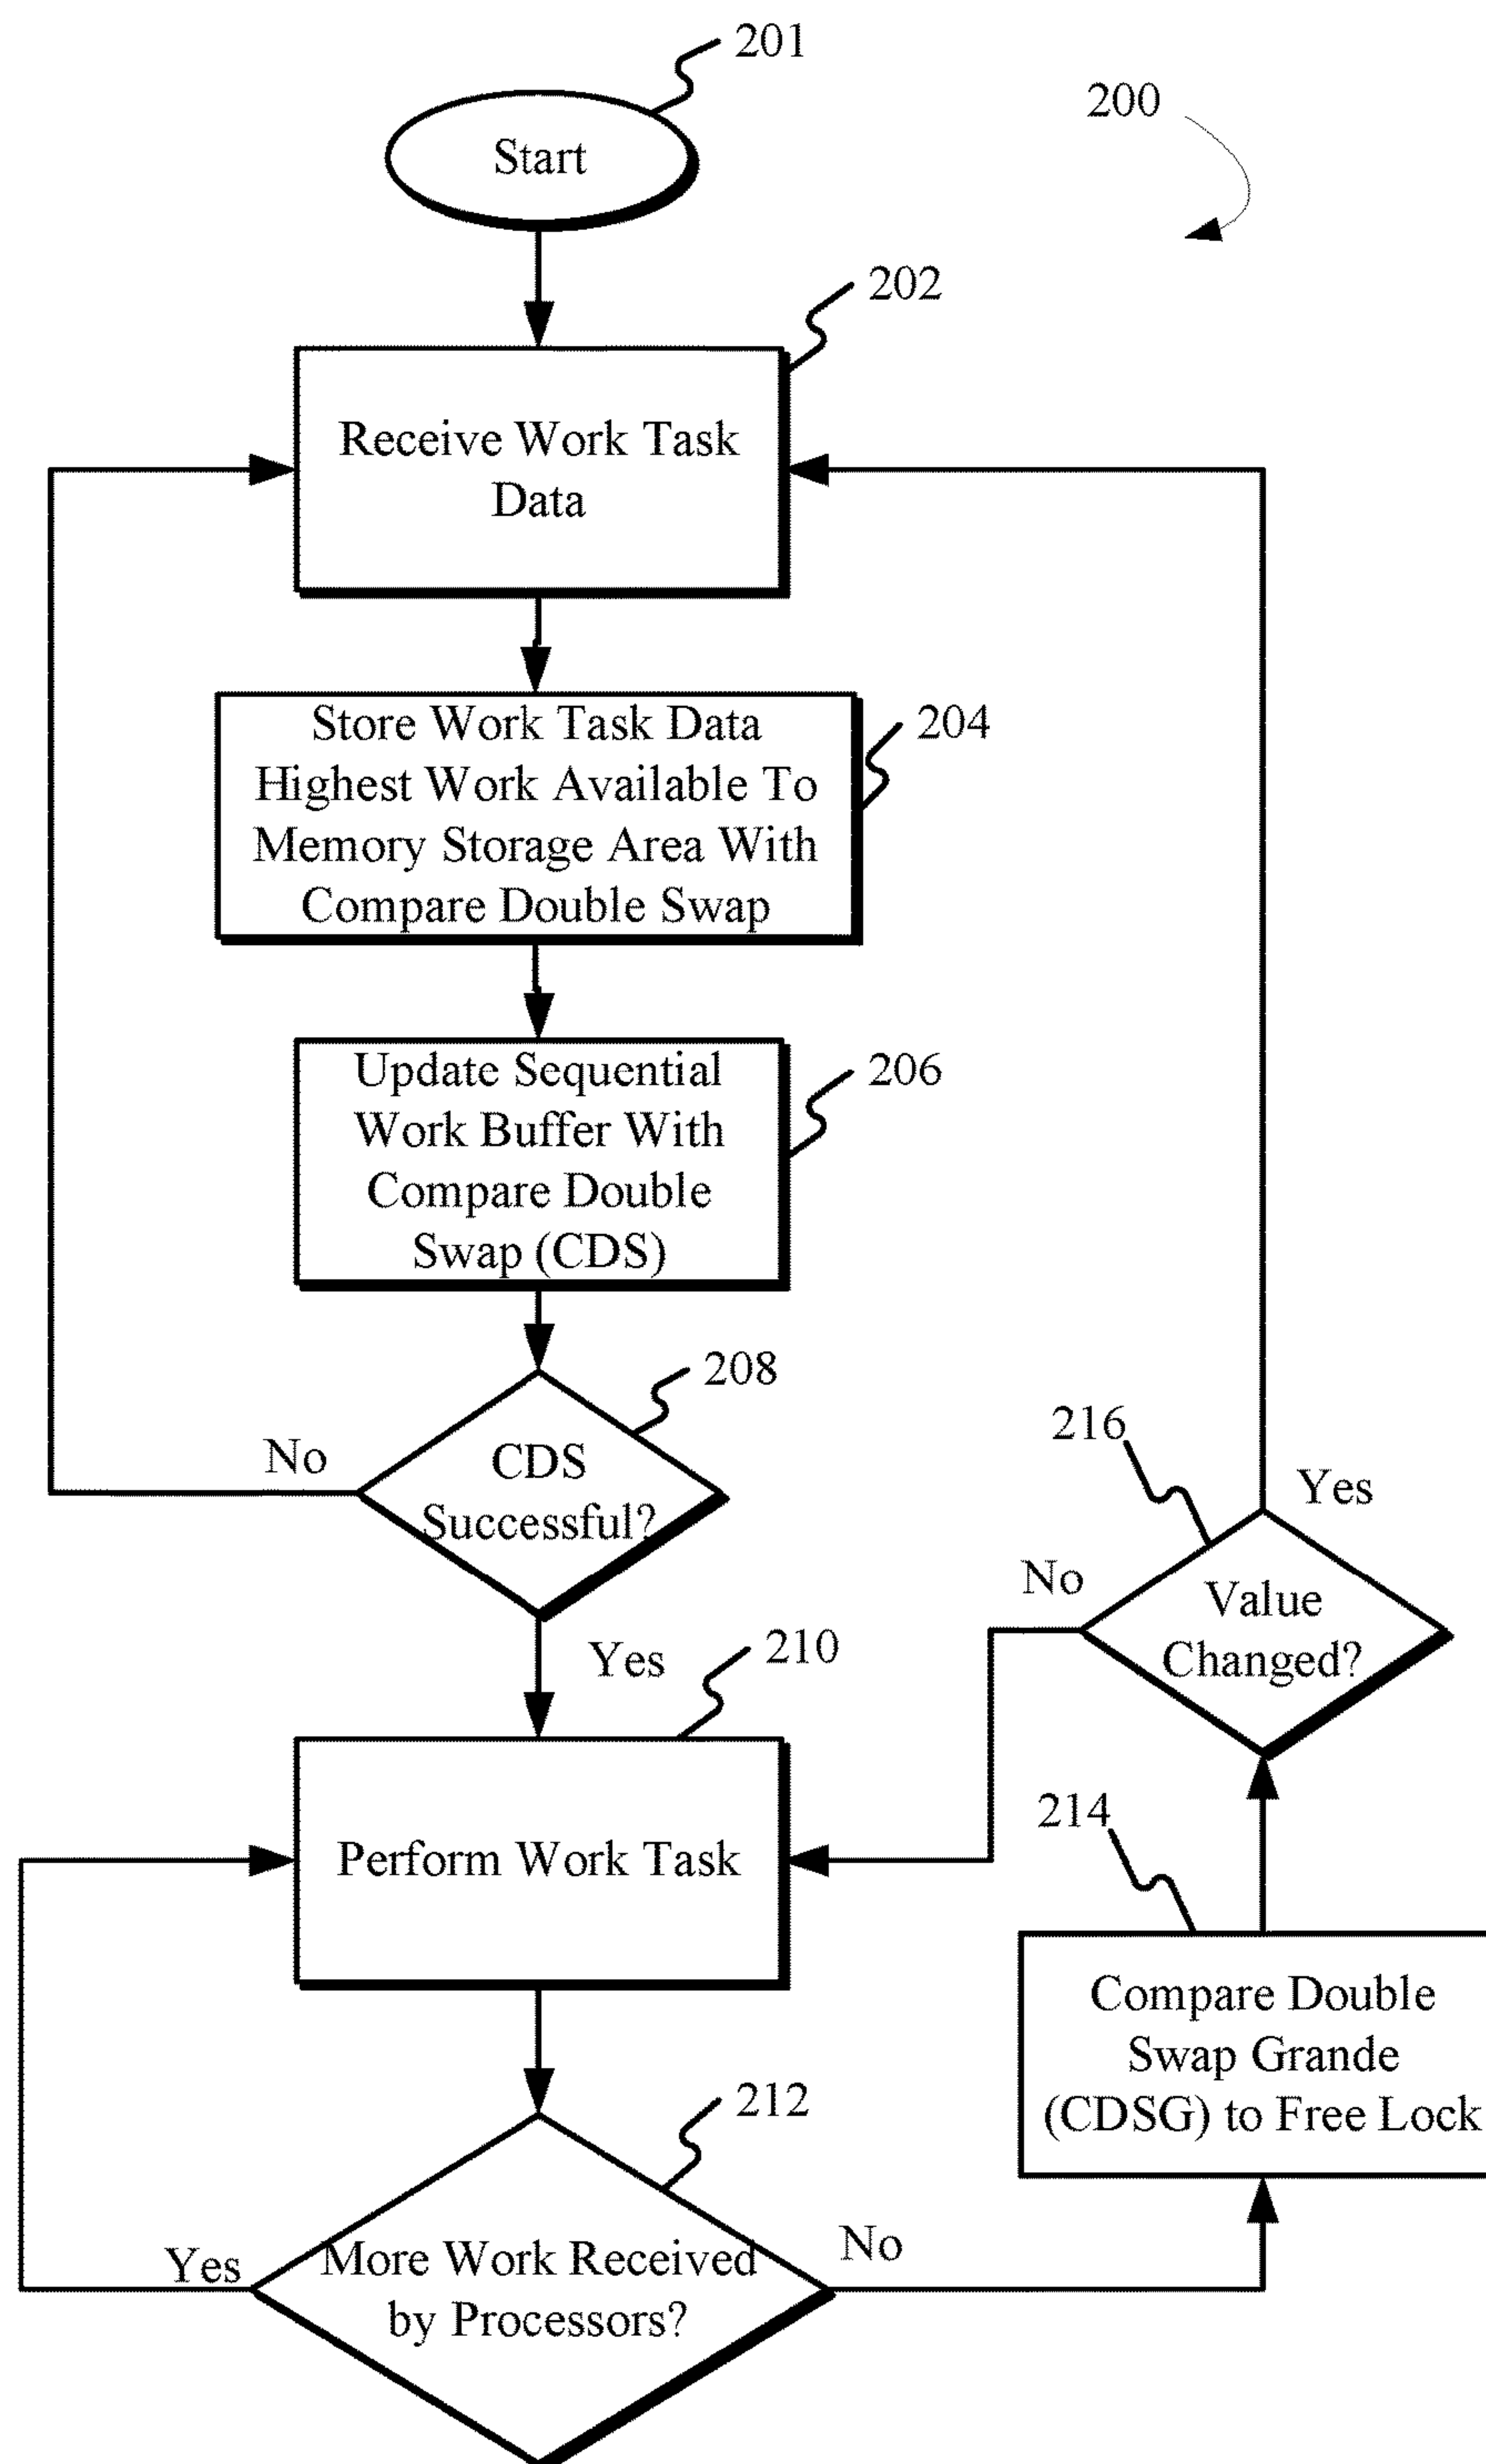 201
200
Start
202
Receive Work Task
Data
Store Work Task Data
Highest Work Available To
Memory Storage Area With
Compare Double Swap
204
Update Sequential
Work Buffer With
Compare Double
Swap (CDS)
206
208
No
CDS
Successful?
216
Yes
No
Value
Changed?
Yes
210
Perform Work Task
214
Compare Double
Swap Grande
(CDSG) to Free Lock
212
Yes
More Work Received
by Processors?
No